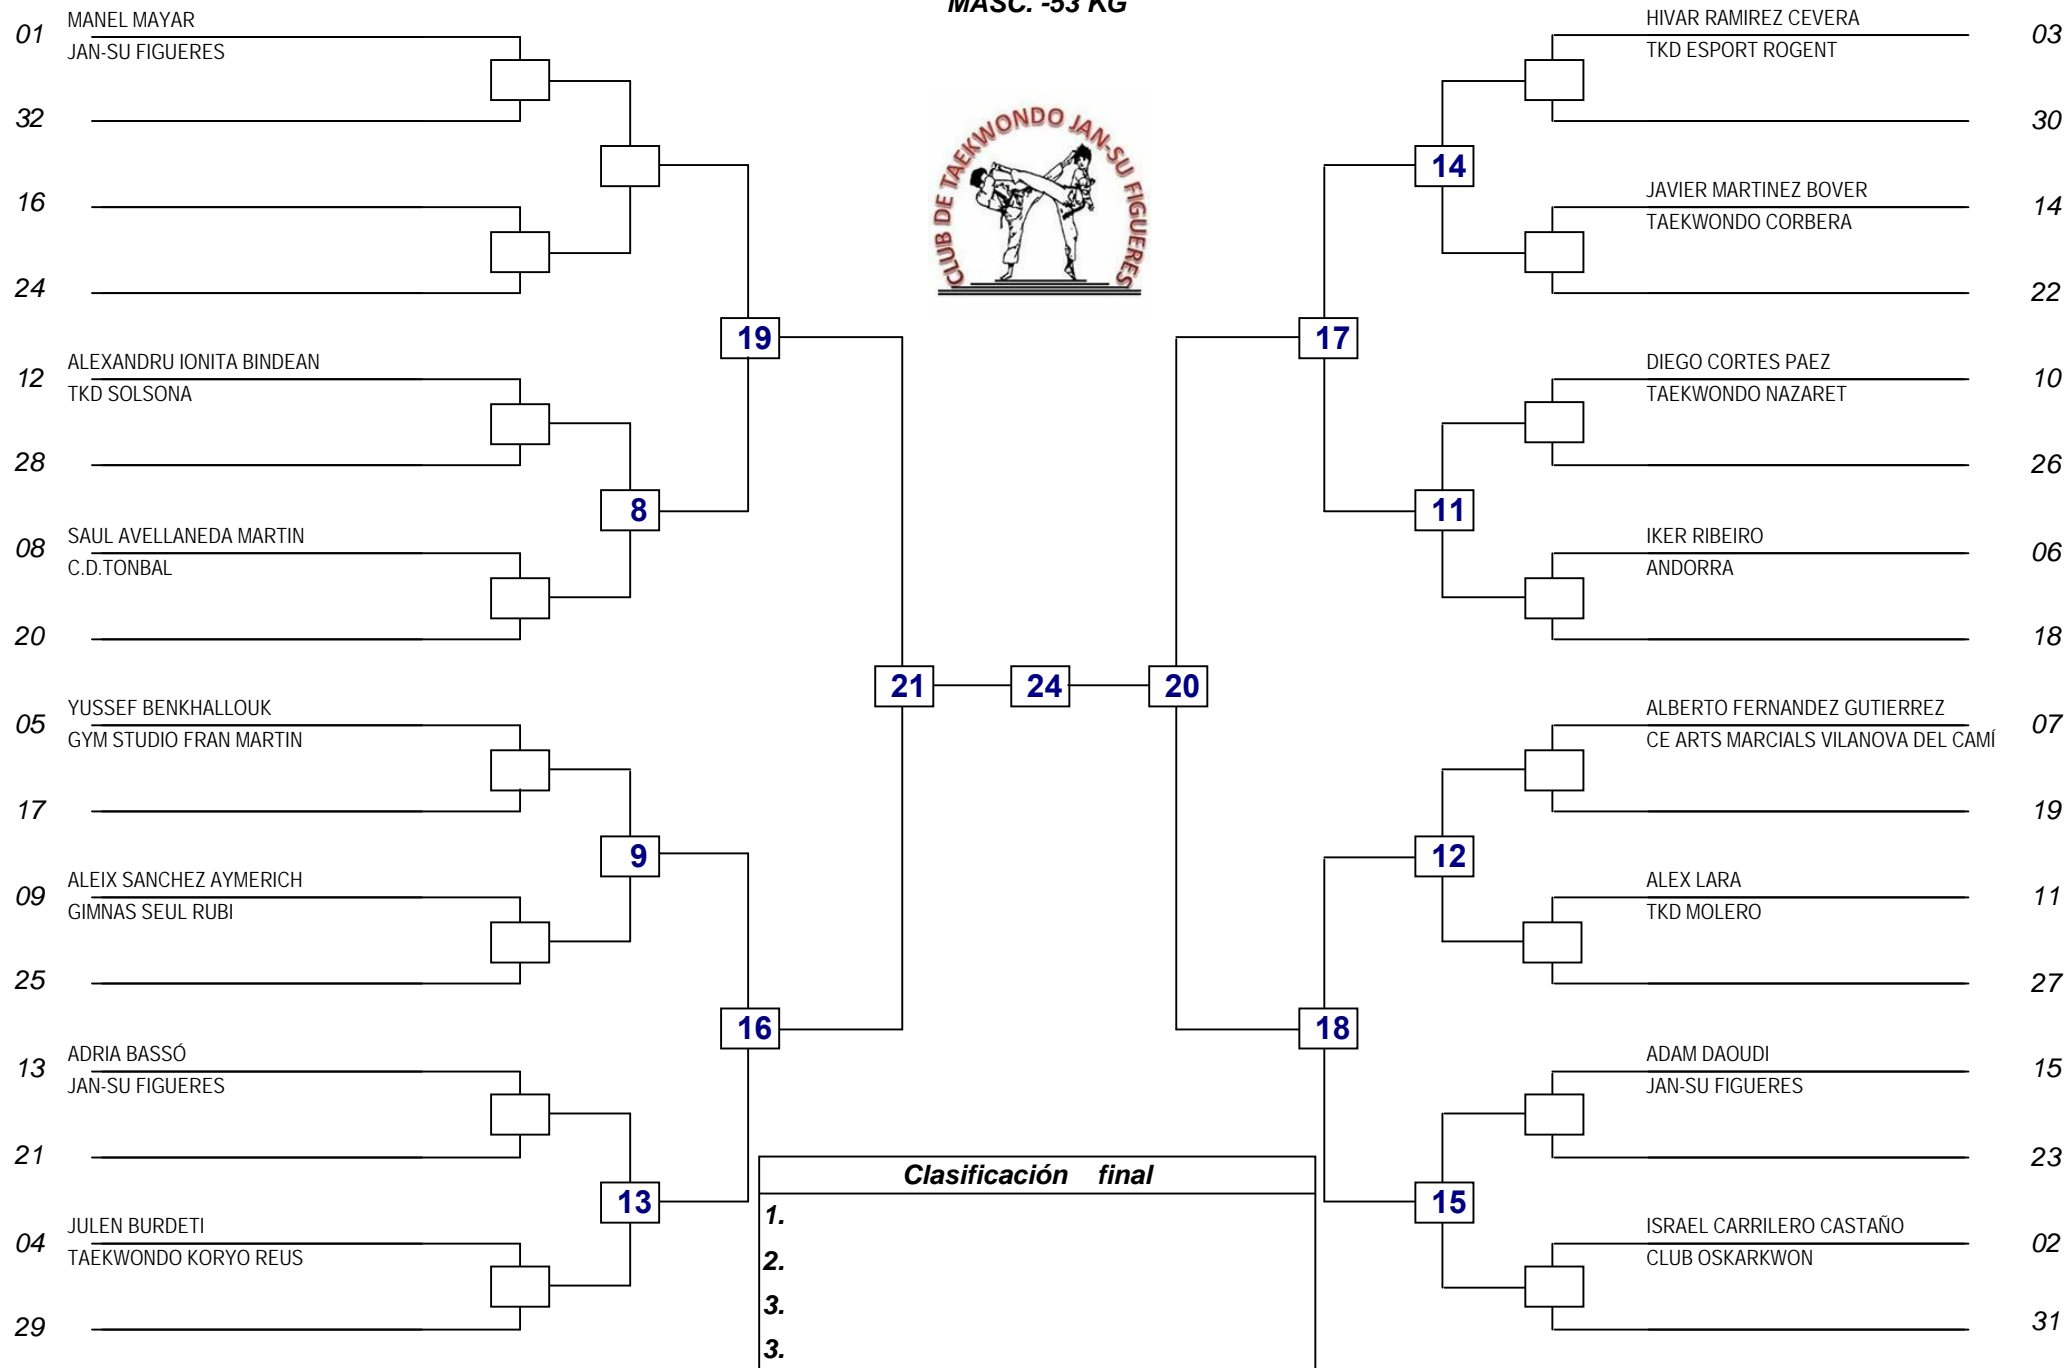 MASC. -53 KG
01 MANEL MAYAR
JAN-SU FIGUERES
32
16
24
12 ALEXANDRU IONITA BINDEAN
TKD SOLSONA
28
8
08 SAUL AVELLANEDA MARTIN
C.D.TONBAL
20
19
05 YUSSEF BENKHALLOUK
GYM STUDIO FRAN MARTIN
17
9
09 ALEIX SANCHEZ AYMERICH
GIMNAS SEUL RUBI
25
16
13 ADRIA BASSÓ
JAN-SU FIGUERES
21
13
04 JULEN BURDETI
TAEKWONDO KORYO REUS
29
CLUB DE TAEKWONDO JAN-SU FIGUERES
21 24 20
HIVAR RAMIREZ CEVERA 03
TKD ESPORT ROGENT
30
14
JAVIER MARTINEZ BOVER 14
TAEKWONDO CORBERA
22
17
DIEGO CORTES PAEZ 10
TAEKWONDO NAZARET
26
11
IKER RIBEIRO 06
ANDORRA
18
ALBERTO FERNANDEZ GUTIERREZ 07
CE ARTS MARCIALS VILANOVA DEL CAMÍ
19
12
ALEX LARA 11
TKD MOLERO
27
18
ADAM DAOUDI 15
JAN-SU FIGUERES
23
15
ISRAEL CARRILERO CASTAÑO 02
CLUB OSKARKWON
31
Clasificación final
1.
2.
3.
3.